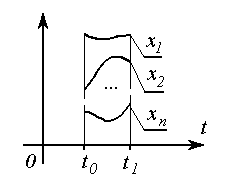 x₁
x₂
...
xₙ
t
0 t₀ t₁